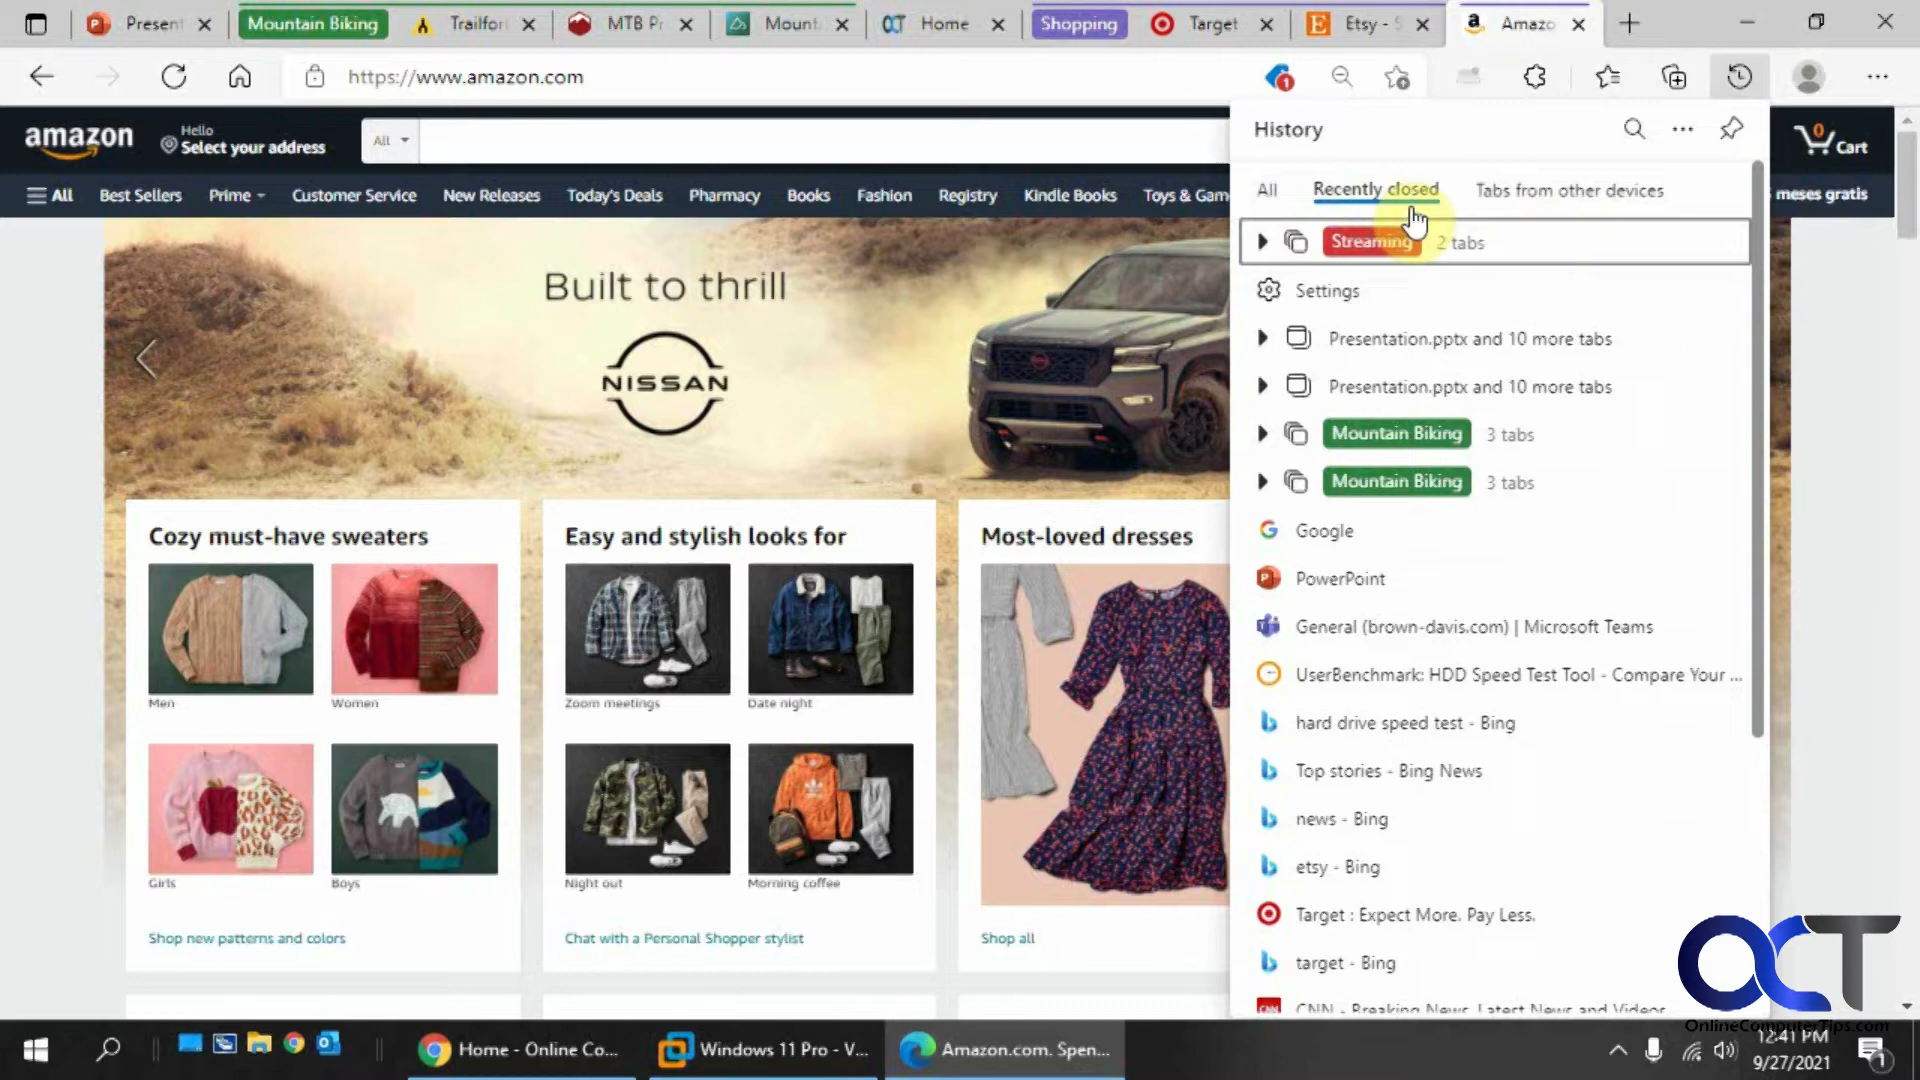 Present
Mountain Biking
Trailfor
MTB Pr
Mount
Home
Shopping
Target
Etsy - S
Amazo
https://www.amazon.com
1
amazon
Hello
Select your address
All
0
Cart
All
Best Sellers
Prime
Customer Service
New Releases
Today's Deals
Pharmacy
Books
Fashion
Registry
Kindle Books
Toys & Gam
meses gratis
Built to thrill
NISSAN
Cozy must-have sweaters
Men
Women
Girls
Boys
Shop new patterns and colors
Easy and stylish looks for
Zoom meetings
Date night
Night out
Morning coffee
Chat with a Personal Shopper stylist
Most-loved dresses
Shop all
History
All
Recently closed
Tabs from other devices
Streaming 2 tabs
Settings
Presentation.pptx and 10 more tabs
Presentation.pptx and 10 more tabs
Mountain Biking 3 tabs
Mountain Biking 3 tabs
Google
PowerPoint
General (brown-davis.com) | Microsoft Teams
UserBenchmark: HDD Speed Test Tool - Compare Your ...
hard drive speed test - Bing
Top stories - Bing News
news - Bing
etsy - Bing
Target : Expect More. Pay Less.
target - Bing
CNN - Breaking News, Latest News and Videos
OCT
OnlineComputerTips.com
Home - Online Co...
Windows 11 Pro - V...
Amazon.com. Spen...
12:41 PM
9/27/2021
1